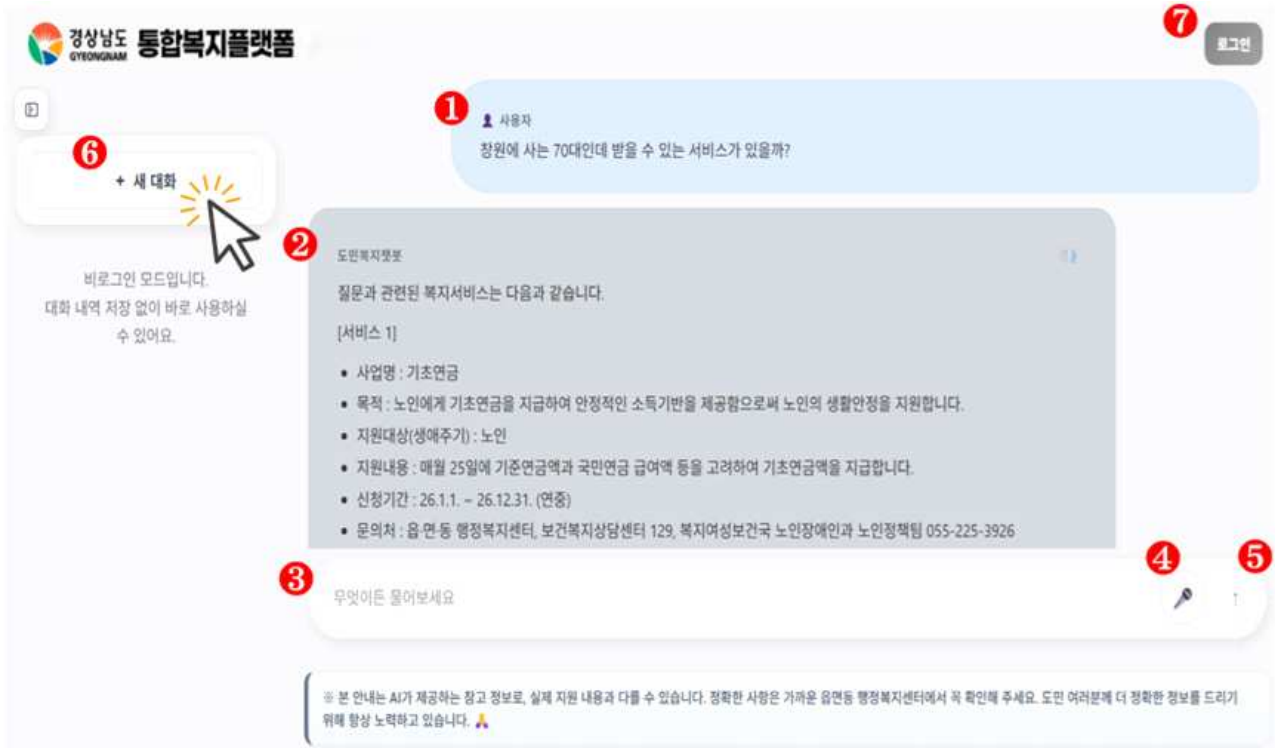 경상남도
GYEONGNAM
통합복지플랫폼
7
로그인
1
사용자
창원에 사는 70대인데 받을 수 있는 서비스가 있을까?
6
+ 새 대화
비로그인 모드입니다.
대화 내역 저장 없이 바로 사용하실
수 있어요.
2
도민복지챗봇
질문과 관련된 복지서비스는 다음과 같습니다.
[서비스 1]
• 사업명 : 기초연금
• 목적 : 노인에게 기초연금을 지급하여 안정적인 소득기반을 제공함으로써 노인의 생활안정을 지원합니다.
• 지원대상(생애주기) : 노인
• 지원내용 : 매월 25일에 기준연금액과 국민연금 급여액 등을 고려하여 기초연금액을 지급합니다.
• 신청기간 : 26.1.1. – 26.12.31. (연중)
• 문의처 : 읍·면·동 행정복지센터, 보건복지상담센터 129, 복지여성보건국 노인장애인과 노인정책팀 055-225-3926
3
무엇이든 물어보세요
4
5
↑
※ 본 안내는 AI가 제공하는 참고 정보로, 실제 지원 내용과 다를 수 있습니다. 정확한 사항은 가까운 읍면동 행정복지센터에서 꼭 확인해 주세요. 도민 여러분께 더 정확한 정보를 드리기
위해 항상 노력하고 있습니다. 🙏